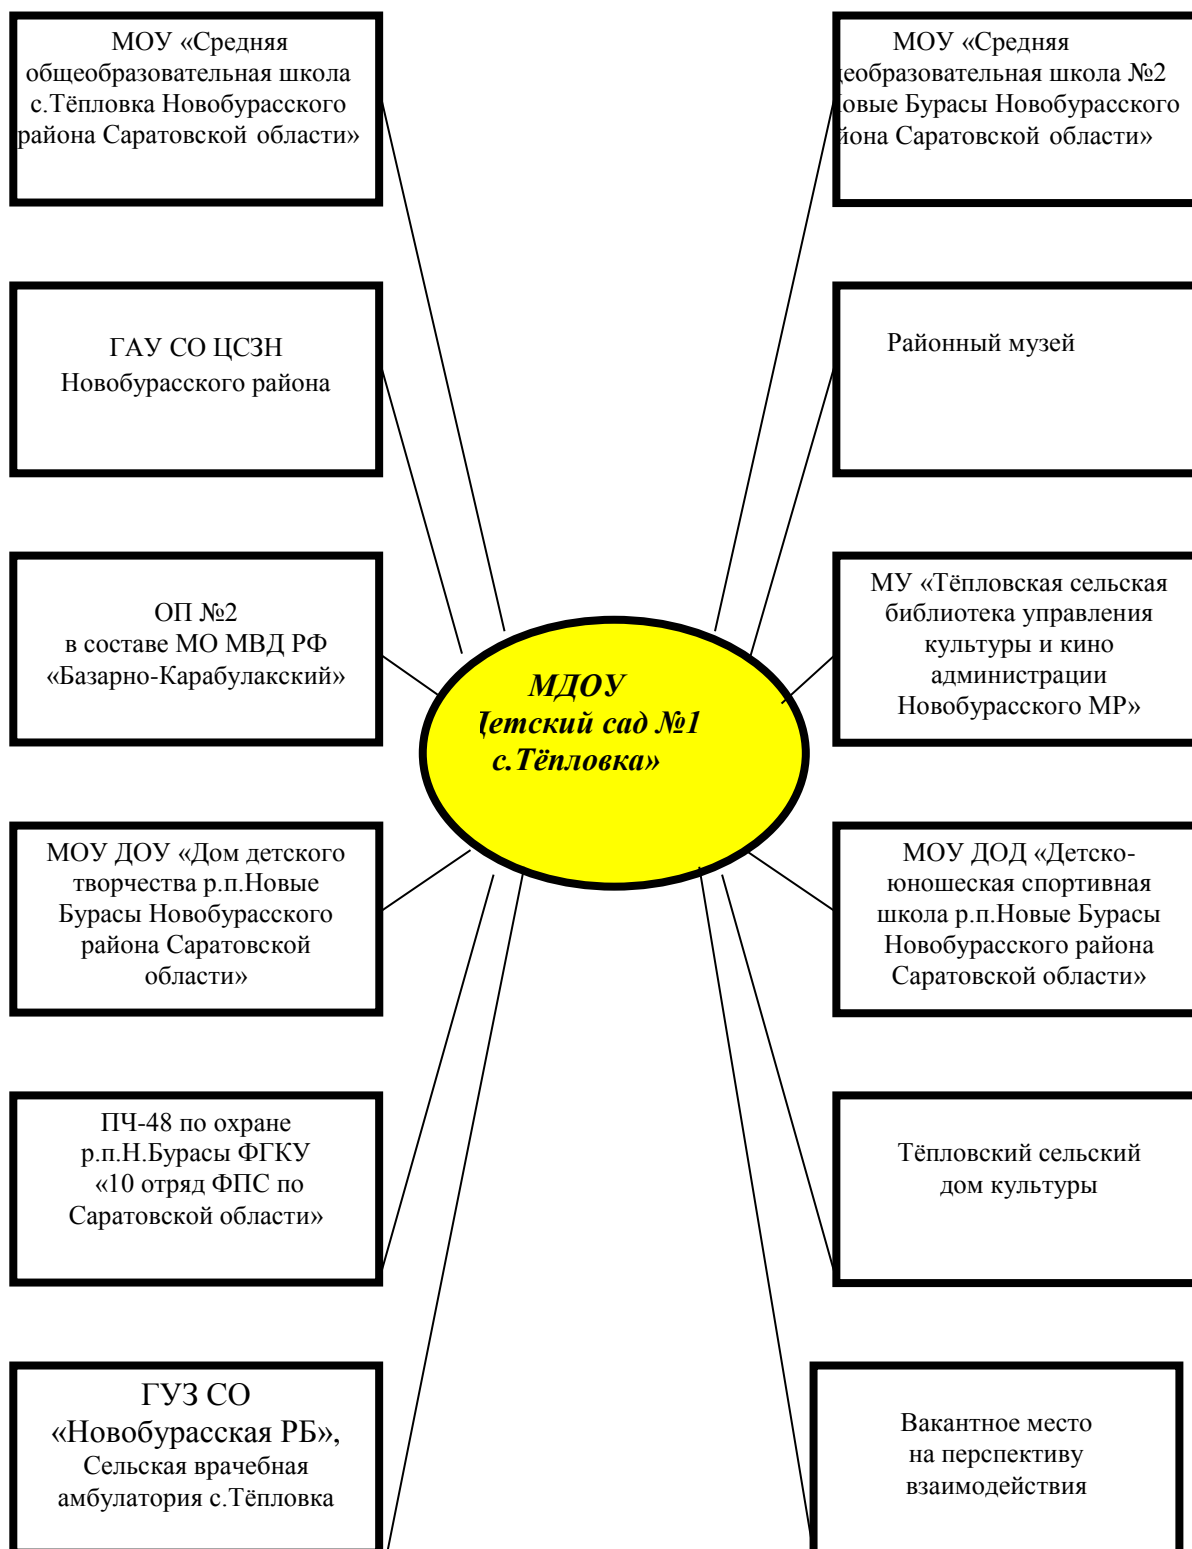 МОУ «Средняя
общеобразовательная школа
с.Тёпловка Новобурасского
района Саратовской области»
МОУ «Средняя
еобразовательная школа №2
овые Бурасы Новобурасского
йона Саратовской области»
ГАУ СО ЦСЗН
Новобурасского района
Районный музей
ОП №2
в составе МО МВД РФ
«Базарно-Карабулакский»
МУ «Тёпловская сельская
библиотека управления
культуры и кино
администрации
Новобурасского МР»
МДОУ
етский сад №1
с.Тёпловка»
МОУ ДОУ «Дом детского
творчества р.п.Новые
Бурасы Новобурасского
района Саратовской
области»
МОУ ДОД «Детско-
юношеская спортивная
школа р.п.Новые Бурасы
Новобурасского района
Саратовской области»
ПЧ-48 по охране
р.п.Н.Бурасы ФГКУ
«10 отряд ФПС по
Саратовской области»
Тёпловский сельский
дом культуры
ГУЗ СО
«Новобурасская РБ»,
Сельская врачебная
амбулатория с.Тёпловка
Вакантное место
на перспективу
взаимодействия